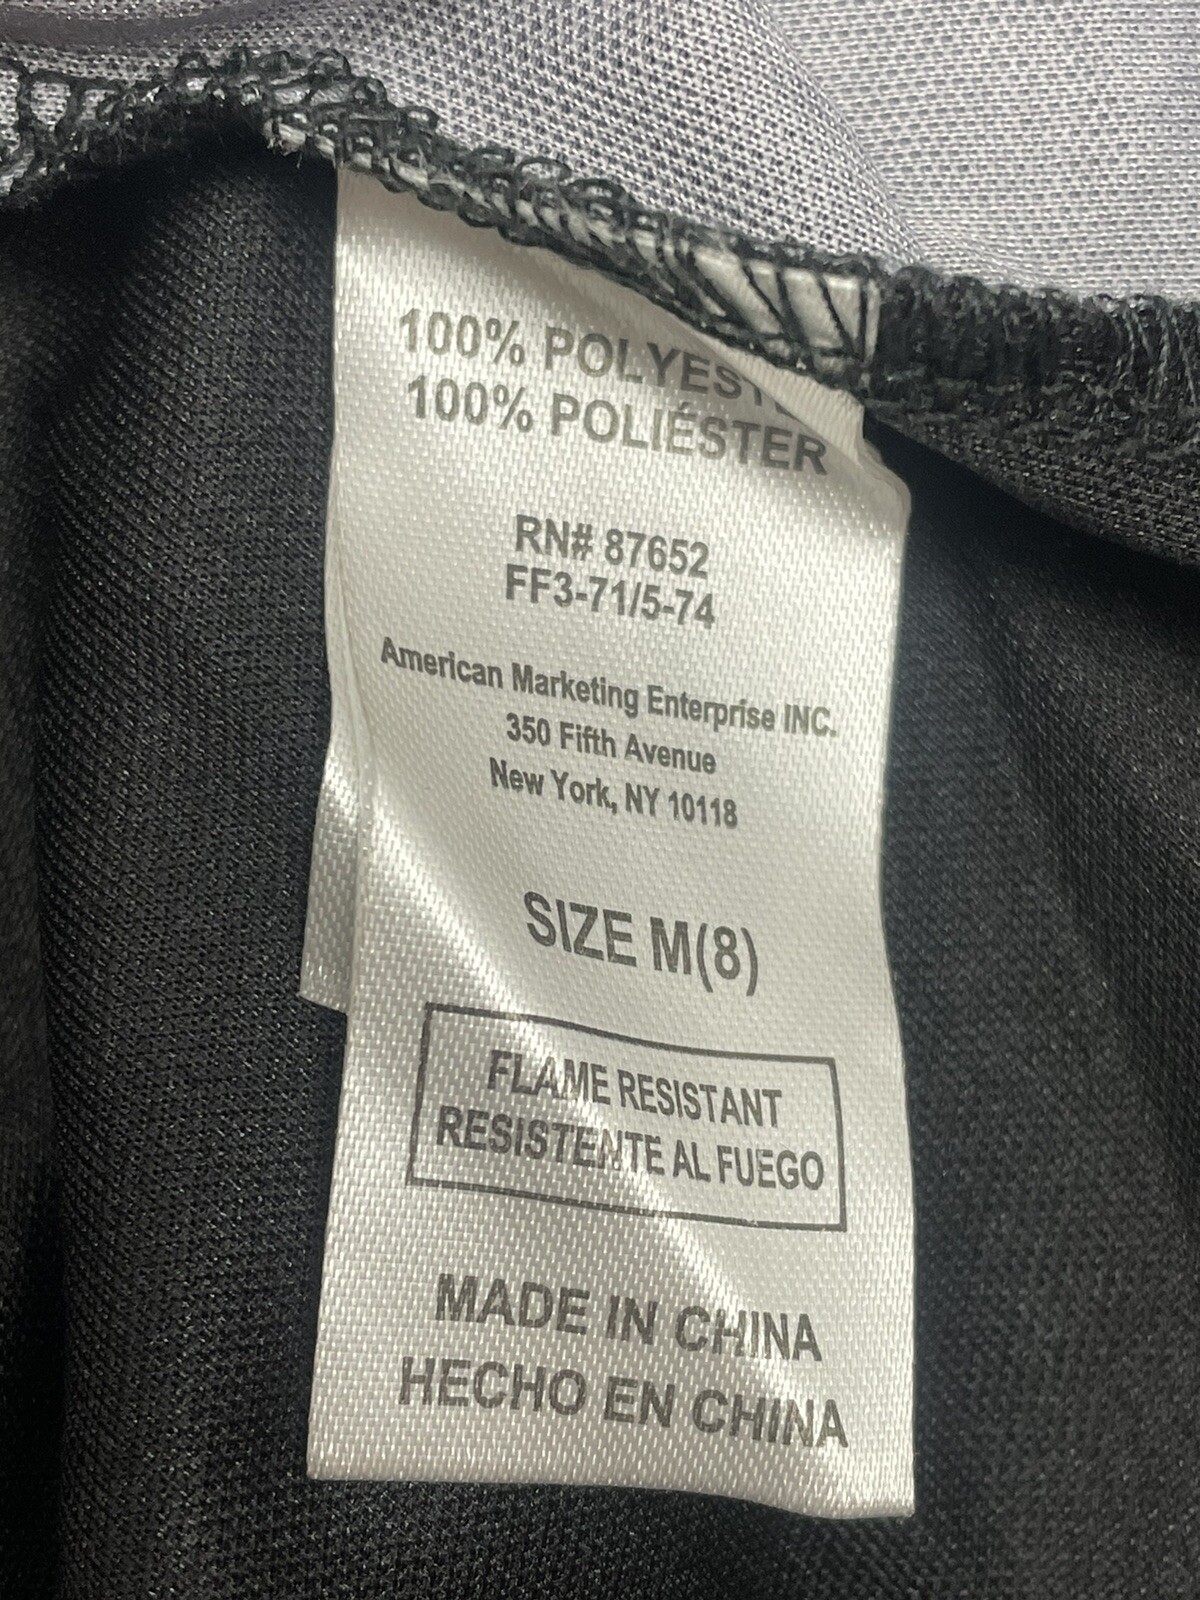 100% POLYEST
100% POLIÉSTER
RN# 87652
FF3-71/5-74
American Marketing Enterprise INC.
350 Fifth Avenue
New York, NY 10118
SIZE M(8)
FLAME RESISTANT
RESISTENTE AL FUEGO
MADE IN CHINA
HECHO EN CHINA